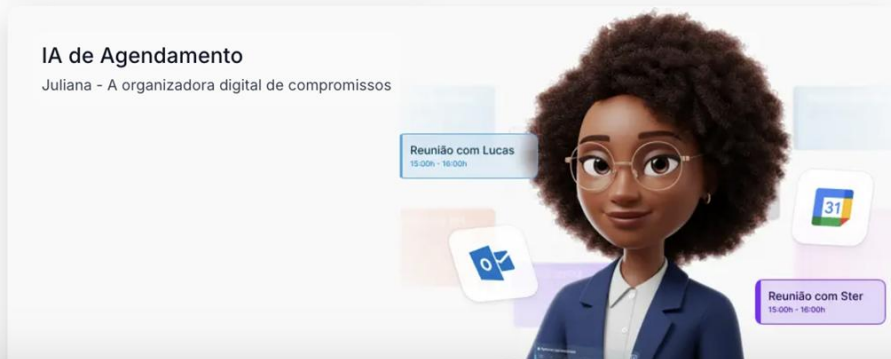 IA de Agendamento
Juliana - A organizadora digital de compromissos
Reunião com Lucas
15:00h - 16:00h
31
O
Reunião com Ster
15:00h - 16:00h